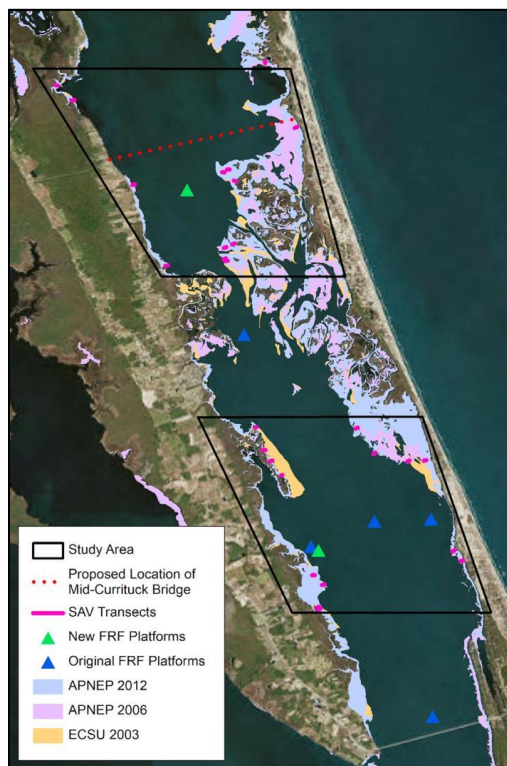 Study Area
Proposed Location of
Mid-Currituck Bridge
SAV Transects
New FRF Platforms
Original FRF Platforms
APNEP 2012
APNEP 2006
ECSU 2003